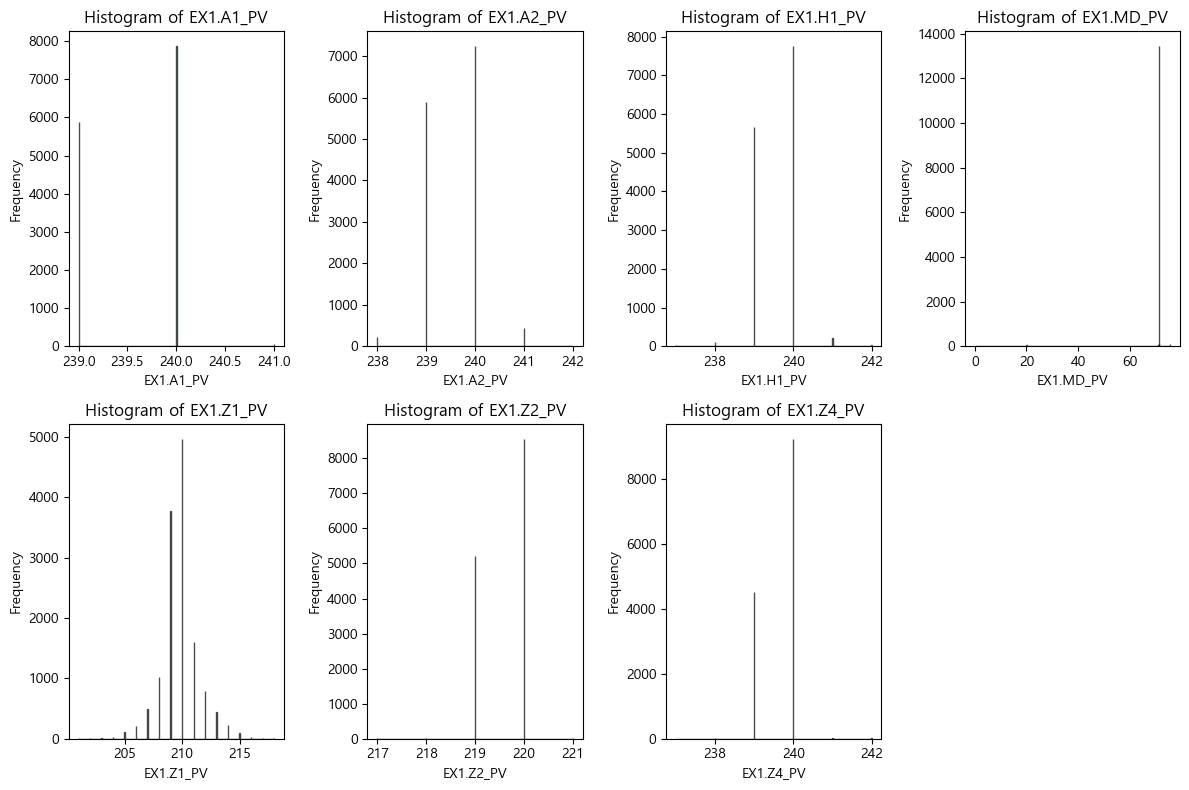 Histogram of EX1.A1_PV
8000
7000
6000
5000
4000
3000
2000
1000
0
Frequency
239.0 239.5 240.0 240.5 241.0
EX1.A1_PV
Histogram of EX1.A2_PV
7000
6000
5000
4000
3000
2000
1000
0
Frequency
238 239 240 241 242
EX1.A2_PV
Histogram of EX1.H1_PV
8000
7000
6000
5000
4000
3000
2000
1000
0
Frequency
238 240 242
EX1.H1_PV
Histogram of EX1.MD_PV
14000
12000
10000
8000
6000
4000
2000
0
Frequency
0 20 40 60
EX1.MD_PV
Histogram of EX1.Z1_PV
5000
4000
3000
2000
1000
0
Frequency
205 210 215
EX1.Z1_PV
Histogram of EX1.Z2_PV
8000
7000
6000
5000
4000
3000
2000
1000
0
Frequency
217 218 219 220 221
EX1.Z2_PV
Histogram of EX1.Z4_PV
8000
6000
4000
2000
0
Frequency
238 240 242
EX1.Z4_PV